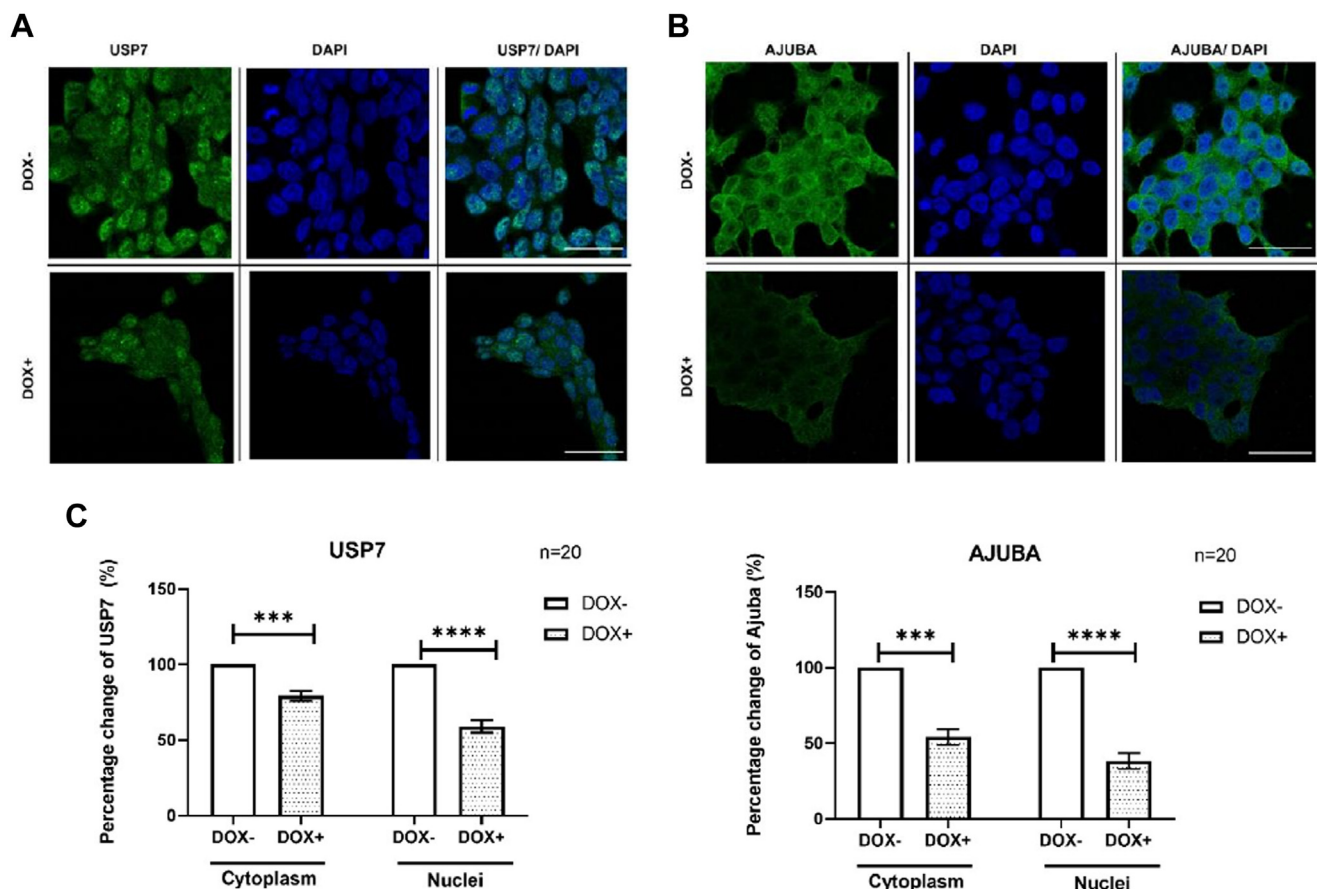 A
USP7
DAPI
USP7/ DAPI
DOX-
DOX+
B
AJUBA
DAPI
AJUBA/ DAPI
DOX-
DOX+
C
USP7
n=20
Percentage change of USP7 (%)
150
100
50
0
***
****
DOX-
DOX+
DOX-
DOX+
DOX-
DOX+
Cytoplasm
Nuclei
AJUBA
n=20
Percentage change of Ajuba (%)
150
100
50
0
***
****
DOX-
DOX+
DOX-
DOX+
DOX-
DOX+
Cytoplasm
Nuclei